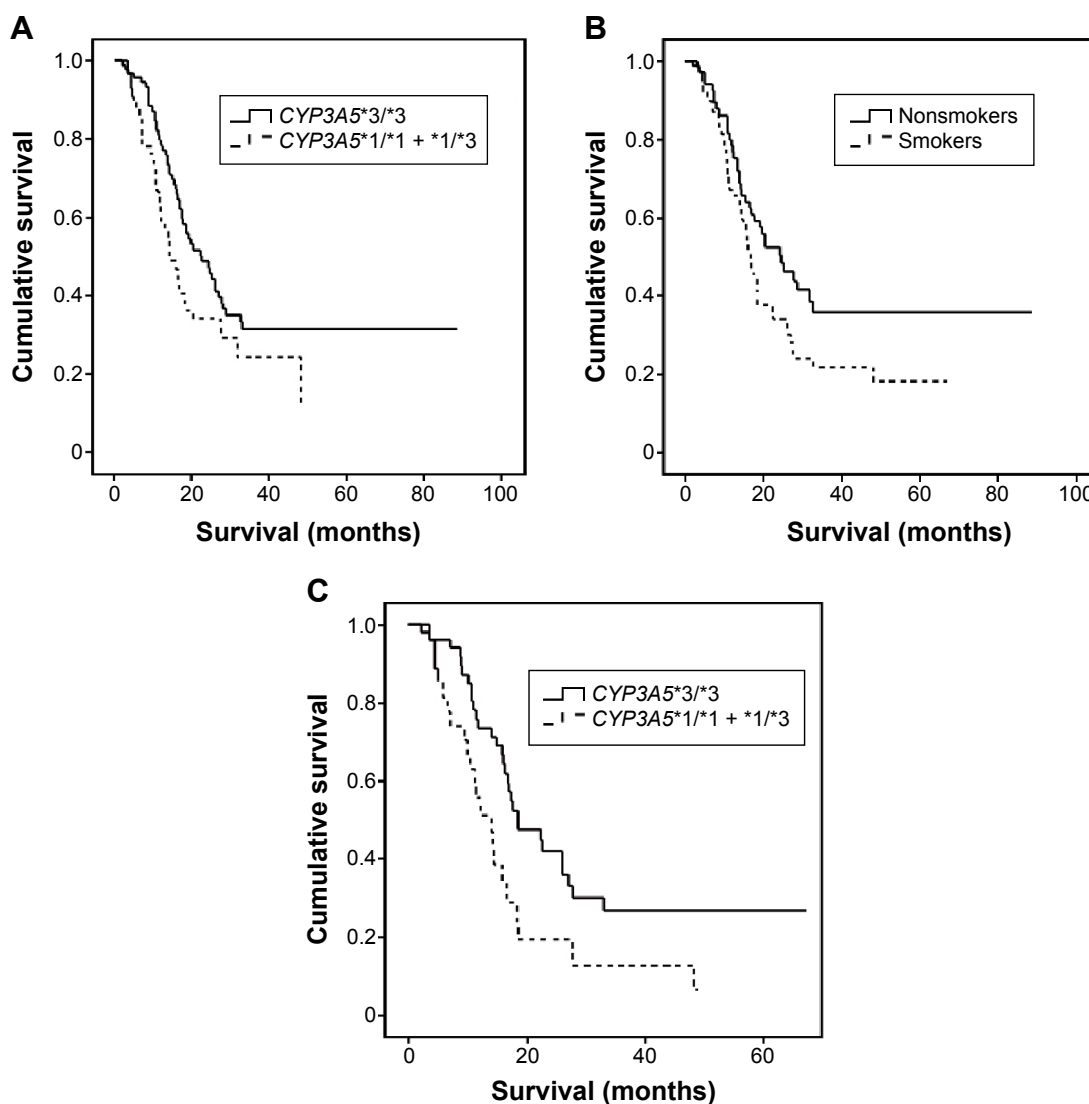 A
Cumulative survival
1.0
0.8
0.6
0.4
0.2
0
CYP3A5*3/*3
CYP3A5*1/*1 + *1/*3
0 20 40 60 80 100
Survival (months)
B
Cumulative survival
1.0
0.8
0.6
0.4
0.2
0
Nonsmokers
Smokers
0 20 40 60 80 100
Survival (months)
C
Cumulative survival
1.0
0.8
0.6
0.4
0.2
0
CYP3A5*3/*3
CYP3A5*1/*1 + *1/*3
0 20 40 60
Survival (months)